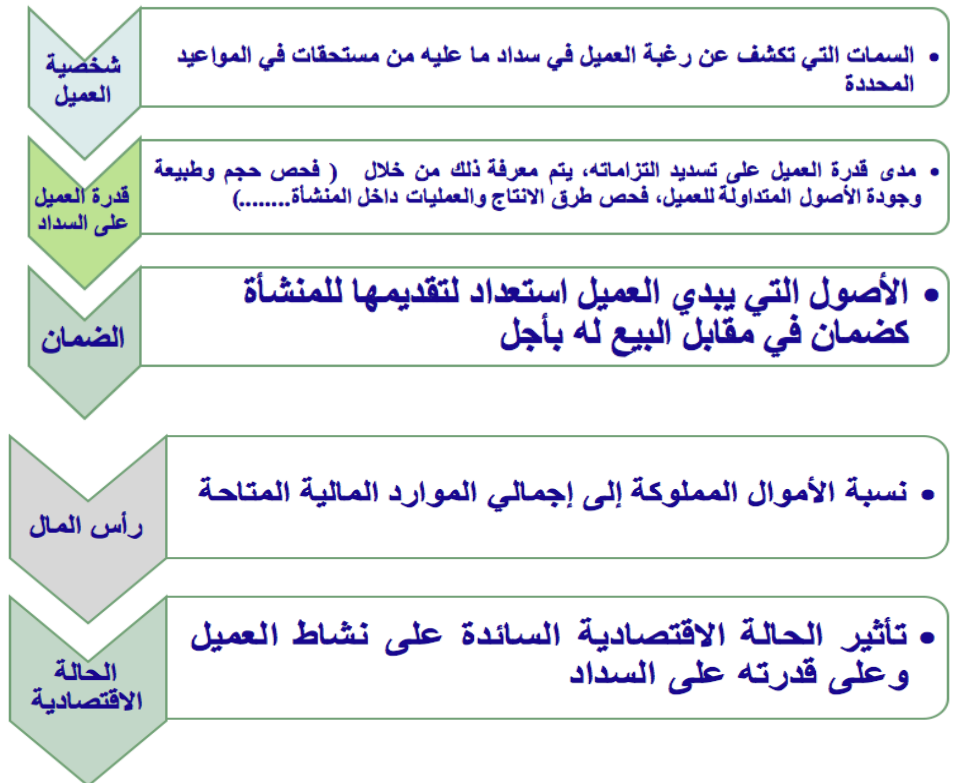 شخصية
العميل
• السمات التي تكشف عن رغبة العميل في سداد ما عليه من مستحقات في المواعيد
المحددة
قدرة العميل
على السداد
• مدى قدرة العميل على تسديد التزاماته، يتم معرفة ذلك من خلال ( فحص حجم وطبيعة
وجودة الأصول المتداولة للعميل، فحص طرق الانتاج والعمليات داخل المنشأة........)
الضمان
• الأصول التي يبدي العميل استعداد لتقديمها للمنشأة
كضمان في مقابل البيع له بأجل
رأس المال
• نسبة الأموال المملوكة إلى إجمالي الموارد المالية المتاحة
الحالة
الاقتصادية
• تأثير الحالة الاقتصادية السائدة على نشاط العميل
وعلى قدرته على السداد